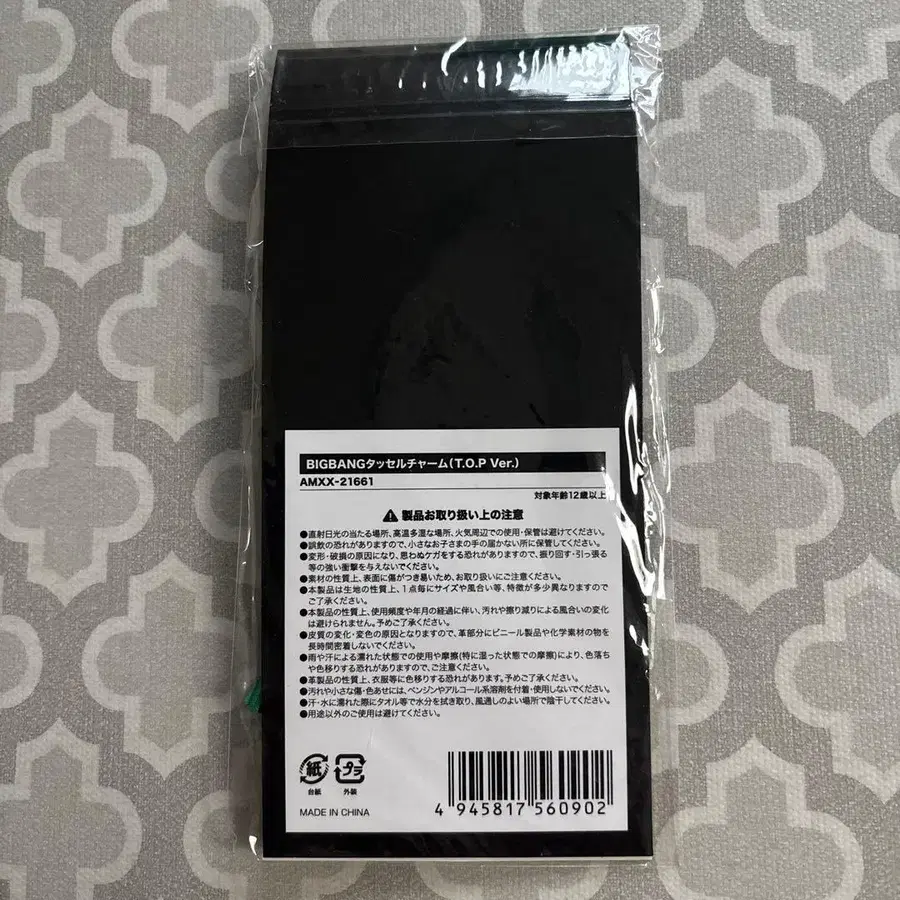 BIGBANGタッセルチャーム(T.O.P Ver.)
AMXX-21661
対象年齢12歳以上
製品お取り扱い上の注意
●直射日光の当たる場所、高温多湿な場所、火気周辺での使用・保管は避けてください。
●誤飲の恐れがありますので、小さなお子さまの手の届かない所に保管してください。
●変形・破損の原因になり、思わぬケガをする恐れがありますので、振り回す・引っ張る
等の強い衝撃を与えないでください。
●素材の性質上、表面に傷がつき易いため、お取り扱いにご注意ください。
●本製品は生地の性質上、1点毎にサイズや風合い等、特徴が多少異なりますので
ご了承ください。
●本製品の性質上、使用頻度や年月の経過に伴い、汚れや擦り減りによる風合いの変化
は避けられません。予めご了承ください。
●皮質の変化・変色の原因となりますので、革部分にビニール製品や化学素材の物を
長時間密着しないでください。
●雨や汗による濡れた状態での使用や摩擦(特に湿った状態での摩擦)により、色落ち
や色移りする恐れがありますので、ご注意ください。
●革製品の性質上、衣服等に色移りする恐れがあります。予めご了承ください。
●汚れや小さな傷・色あせには、ベンジンやアルコール系溶剤を付着・使用しないでください。
●汗・水に濡れた際にタオル等で水分を拭き取り、風通しのよい場所で陰干してください。
●用途以外のご使用は避けてください。
紙 プラ
台紙 外装
MADE IN CHINA
4 945817 560902